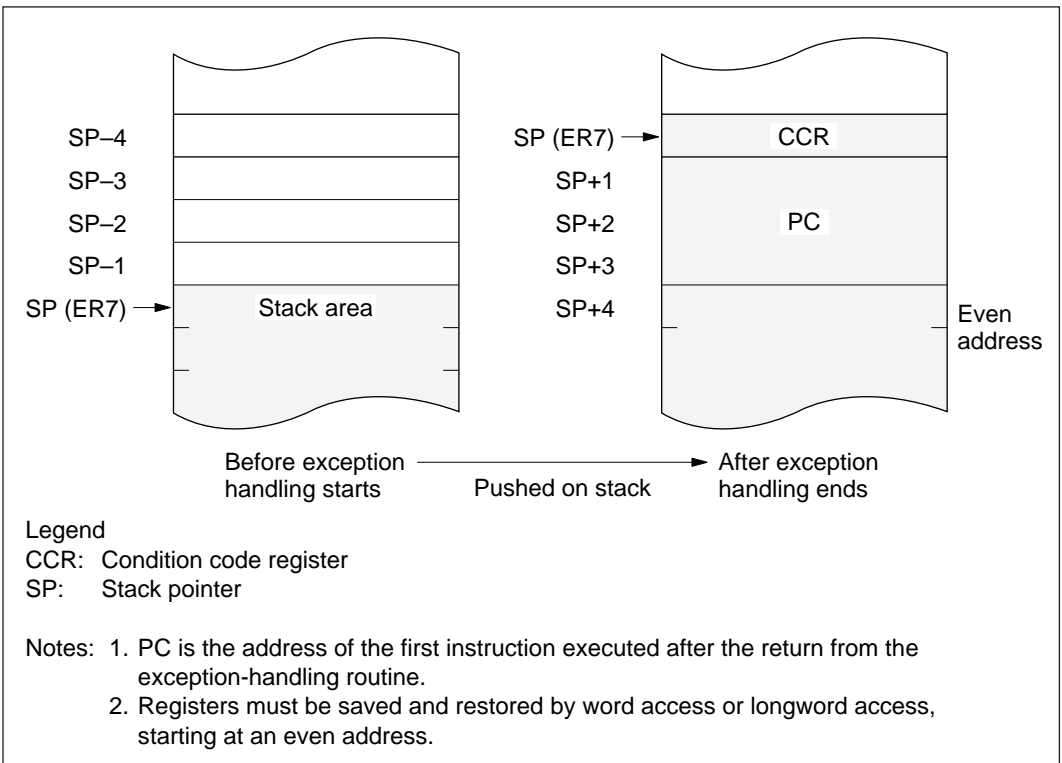 SP–4
SP–3
SP–2
SP–1
SP (ER7)
Stack area
SP (ER7)
SP+1
SP+2
SP+3
SP+4
CCR
PC
Even
address
Before exception
handling starts
Pushed on stack
After exception
handling ends
Legend
CCR: Condition code register
SP: Stack pointer
Notes: 1. PC is the address of the first instruction executed after the return from the
exception-handling routine.
2. Registers must be saved and restored by word access or longword access,
starting at an even address.